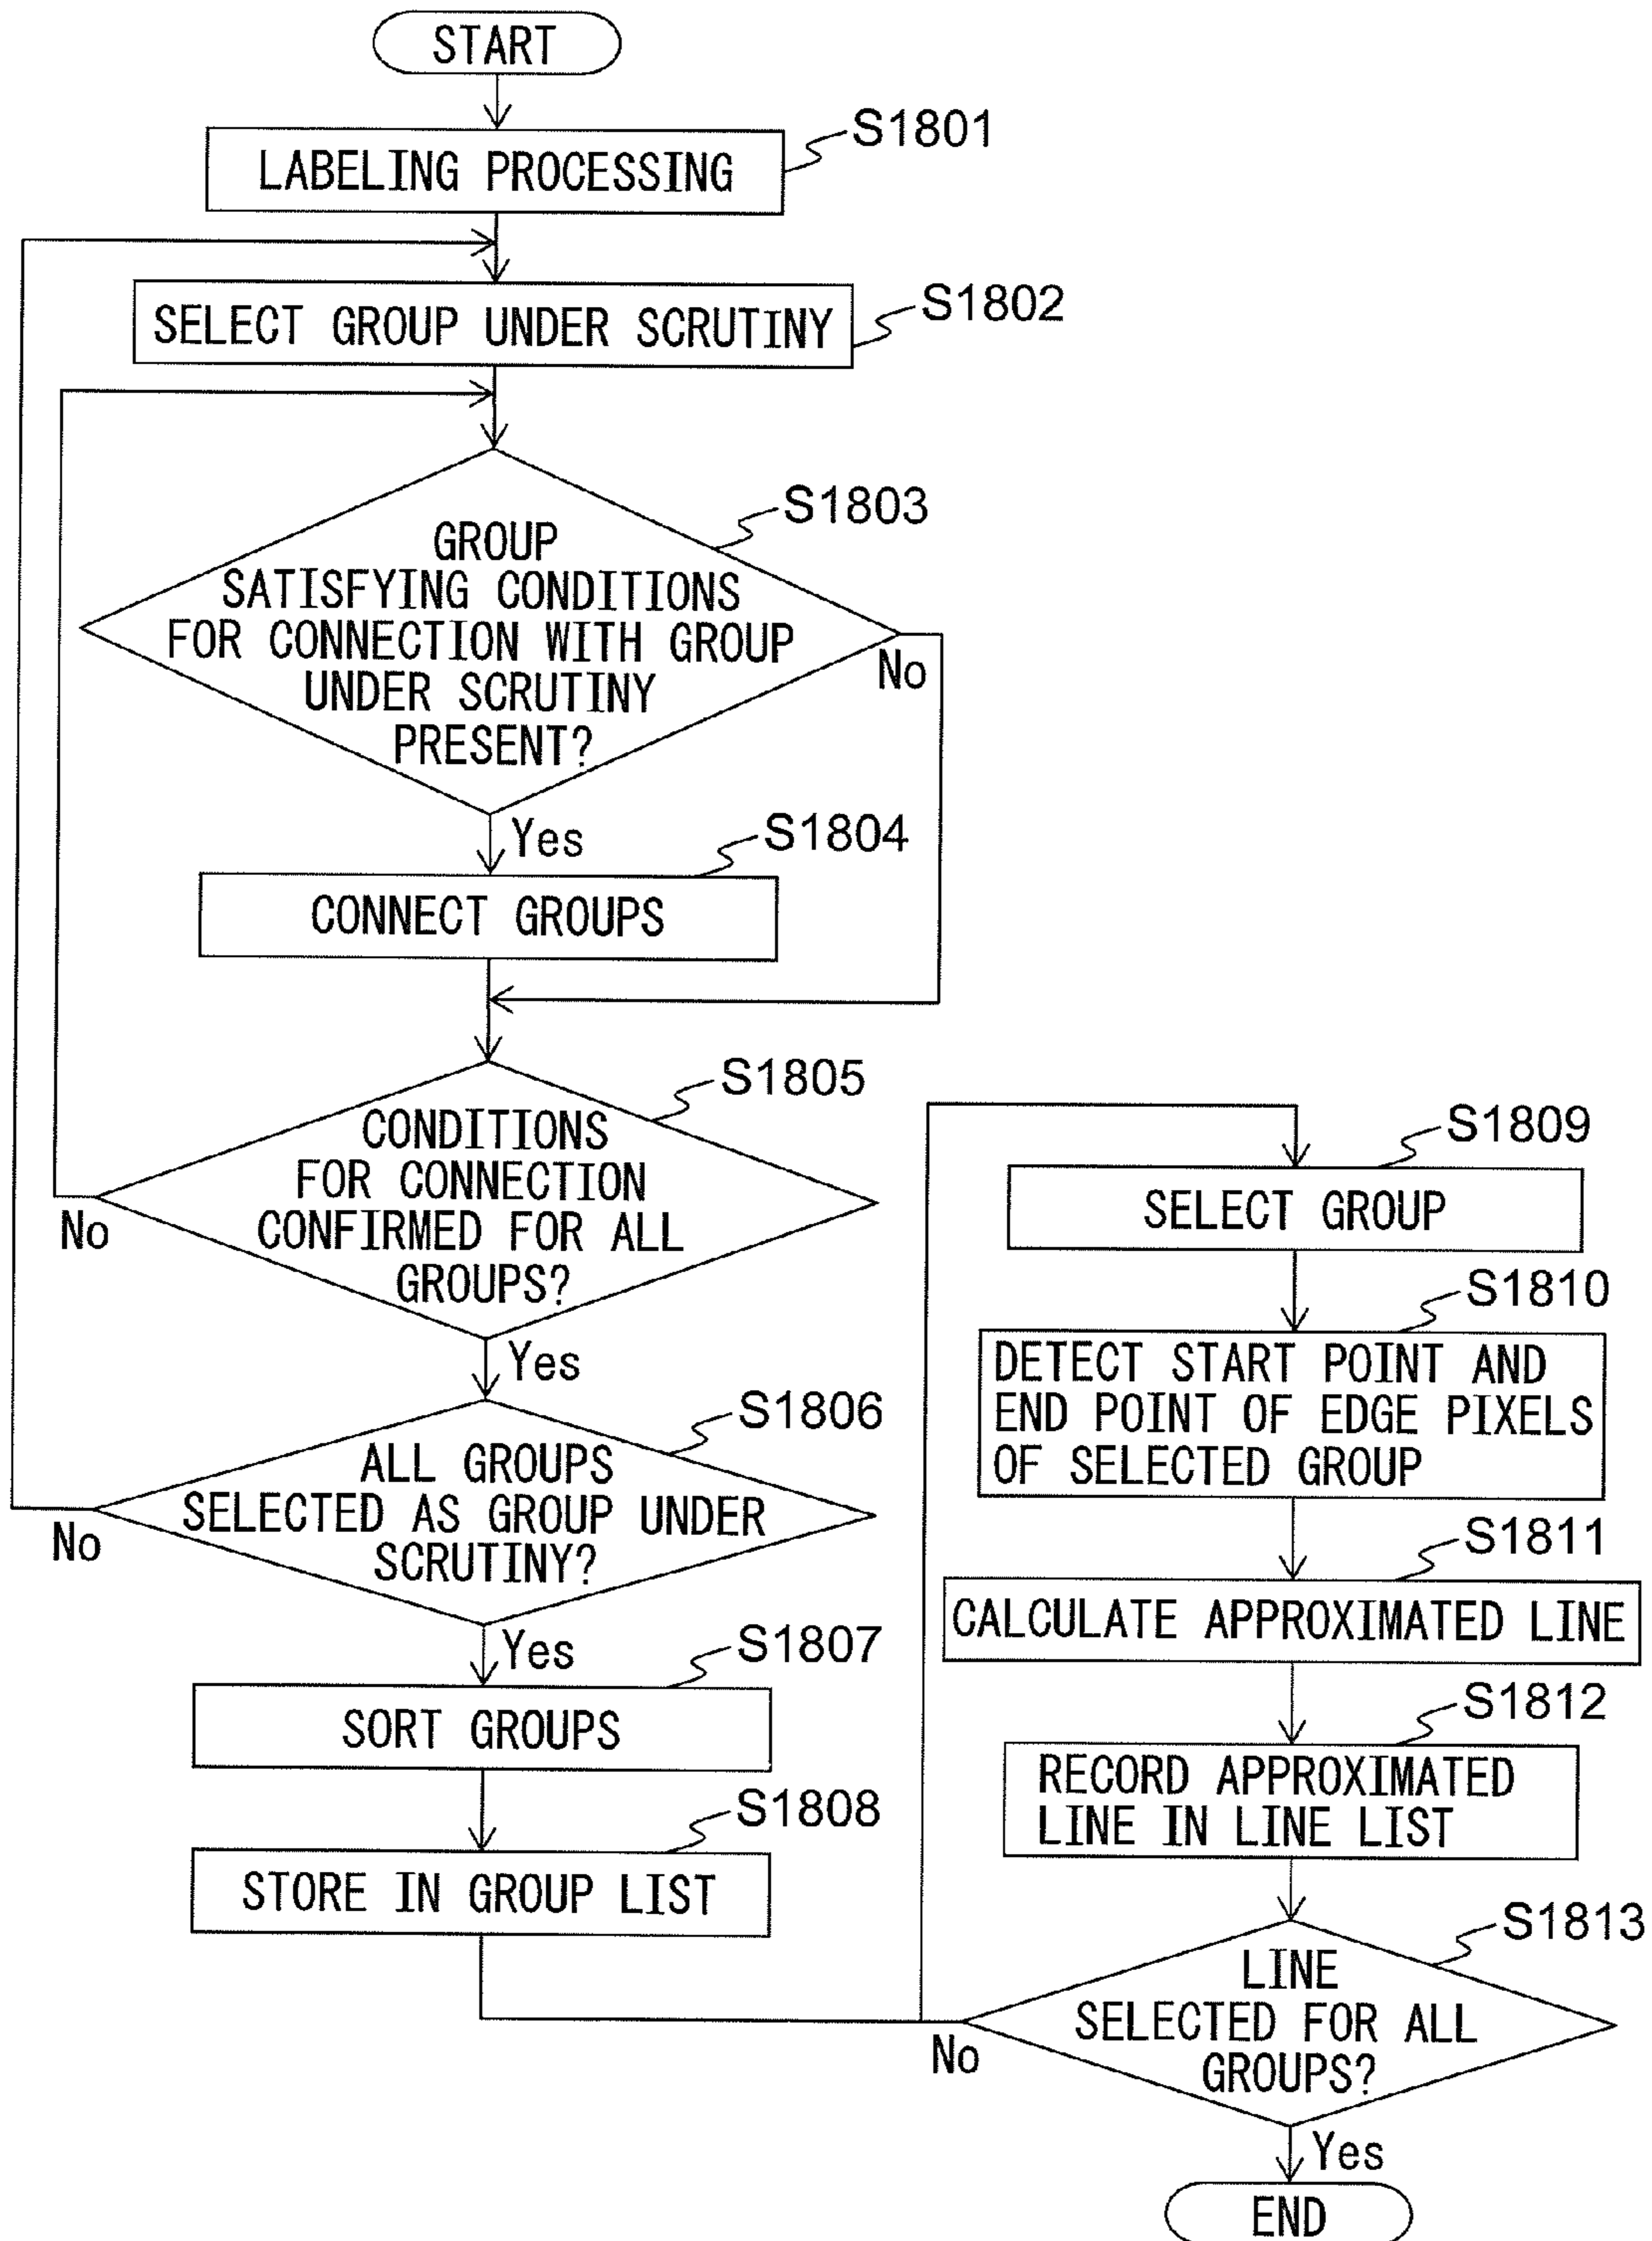 START
S1801
LABELING PROCESSING
S1802
SELECT GROUP UNDER SCRUTINY
S1803
GROUP
SATISFYING CONDITIONS
FOR CONNECTION WITH GROUP
UNDER SCRUTINY
PRESENT?
No
Yes
S1804
CONNECT GROUPS
S1805
CONDITIONS
FOR CONNECTION
CONFIRMED FOR ALL
GROUPS?
No
Yes
S1806
ALL GROUPS
SELECTED AS GROUP UNDER
SCRUTINY?
No
Yes
S1807
SORT GROUPS
S1808
STORE IN GROUP LIST
S1809
SELECT GROUP
S1810
DETECT START POINT AND
END POINT OF EDGE PIXELS
OF SELECTED GROUP
S1811
CALCULATE APPROXIMATED LINE
S1812
RECORD APPROXIMATED
LINE IN LINE LIST
S1813
LINE
SELECTED FOR ALL
GROUPS?
No
Yes
END